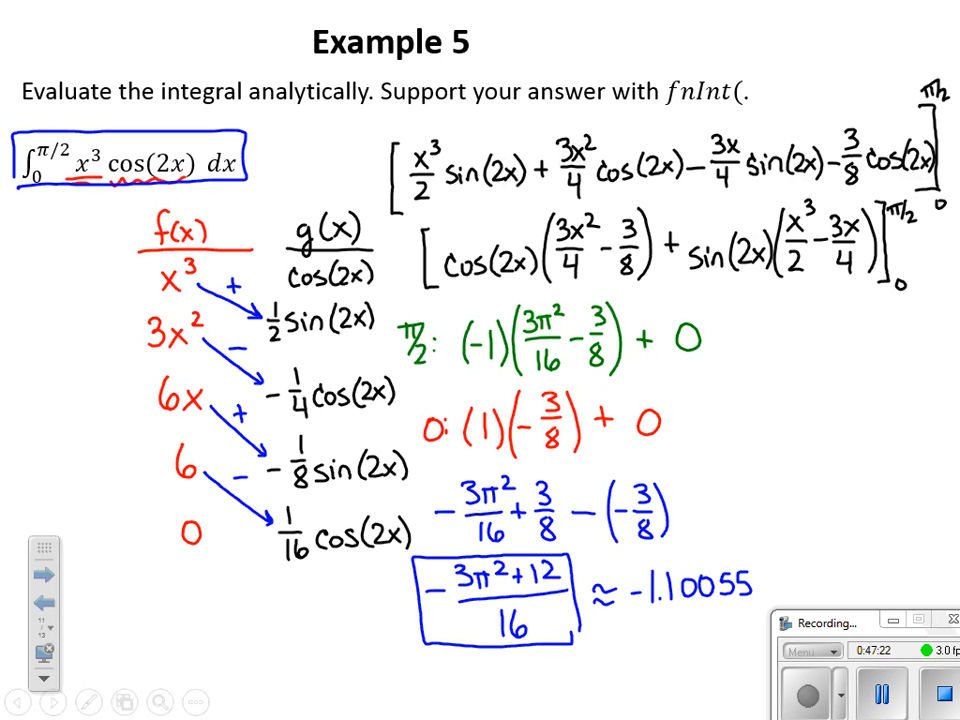 Example 5
Evaluate the integral analytically. Support your answer with fnInt(.
∫₀^{π/2} x³ cos(2x) dx
[x³/2 sin(2x) + 3x²/4 cos(2x) − 3x/4 sin(2x) − 3/8 cos(2x)]₀^{π/2}
f(x) g(x)
[cos(2x)(3x²/4 − 3/8) + sin(2x)(x³/2 − 3x/4)]₀^{π/2}
x³ + cos(2x)
3x² − 1/2 sin(2x)
π/2: (−1)(3π²/16 − 3/8) + 0
6x + − 1/4 cos(2x)
0: (1)(− 3/8) + 0
6 − − 1/8 sin(2x)
− 3π²/16 + 3/8 − (− 3/8)
0 1/16 cos(2x)
− 3π²+12/16 ≈ −1.10055
11
/
13
Recording...
Menu
0:47:22
3.0 fp